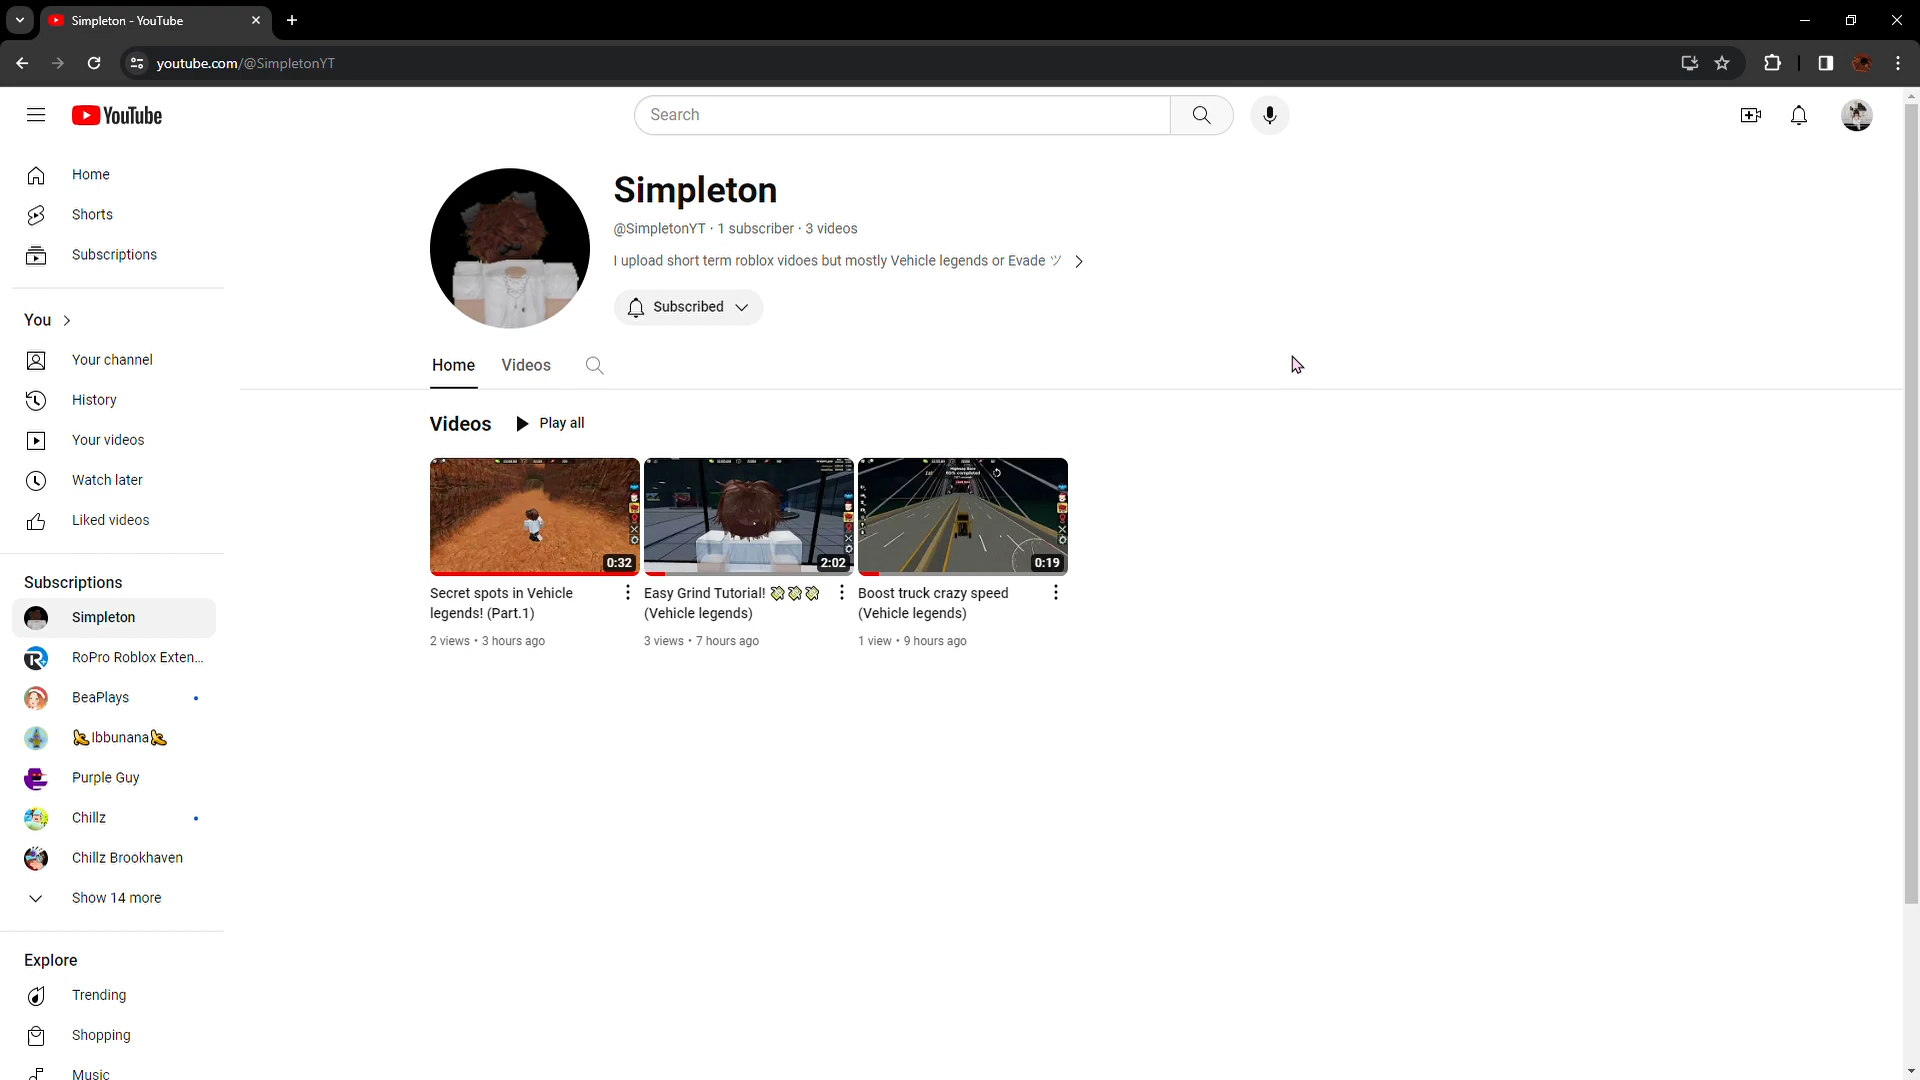 Simpleton - YouTube
youtube.com/@SimpletonYT
YouTube
Search
Home
Shorts
Subscriptions
You
Your channel
History
Your videos
Watch later
Liked videos
Subscriptions
Simpleton
RoPro Roblox Exten...
BeaPlays
Ibbunana
Purple Guy
Chillz
Chillz Brookhaven
Show 14 more
Explore
Trending
Shopping
Music
Simpleton
@SimpletonYT · 1 subscriber · 3 videos
I upload short term roblox vidoes but mostly Vehicle legends or Evade ツ
Subscribed
Home Videos
Videos Play all
0:32
Secret spots in Vehicle
legends! (Part.1)
2 views • 3 hours ago
2:02
Easy Grind Tutorial! 💸💸💸
(Vehicle legends)
3 views • 7 hours ago
0:19
Boost truck crazy speed
(Vehicle legends)
1 view • 9 hours ago